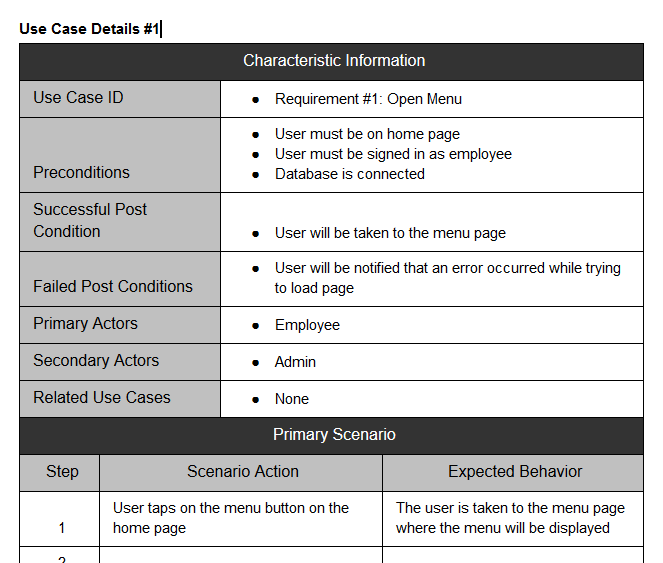 Use Case Details #1
Characteristic Information
Use Case ID
● Requirement #1: Open Menu
Preconditions
● User must be on home page
● User must be signed in as employee
● Database is connected
Successful Post
Condition
● User will be taken to the menu page
Failed Post Conditions
● User will be notified that an error occurred while trying
to load page
Primary Actors
● Employee
Secondary Actors
● Admin
Related Use Cases
● None
Primary Scenario
Step Scenario Action Expected Behavior
1
User taps on the menu button on the
home page
The user is taken to the menu page
where the menu will be displayed
2